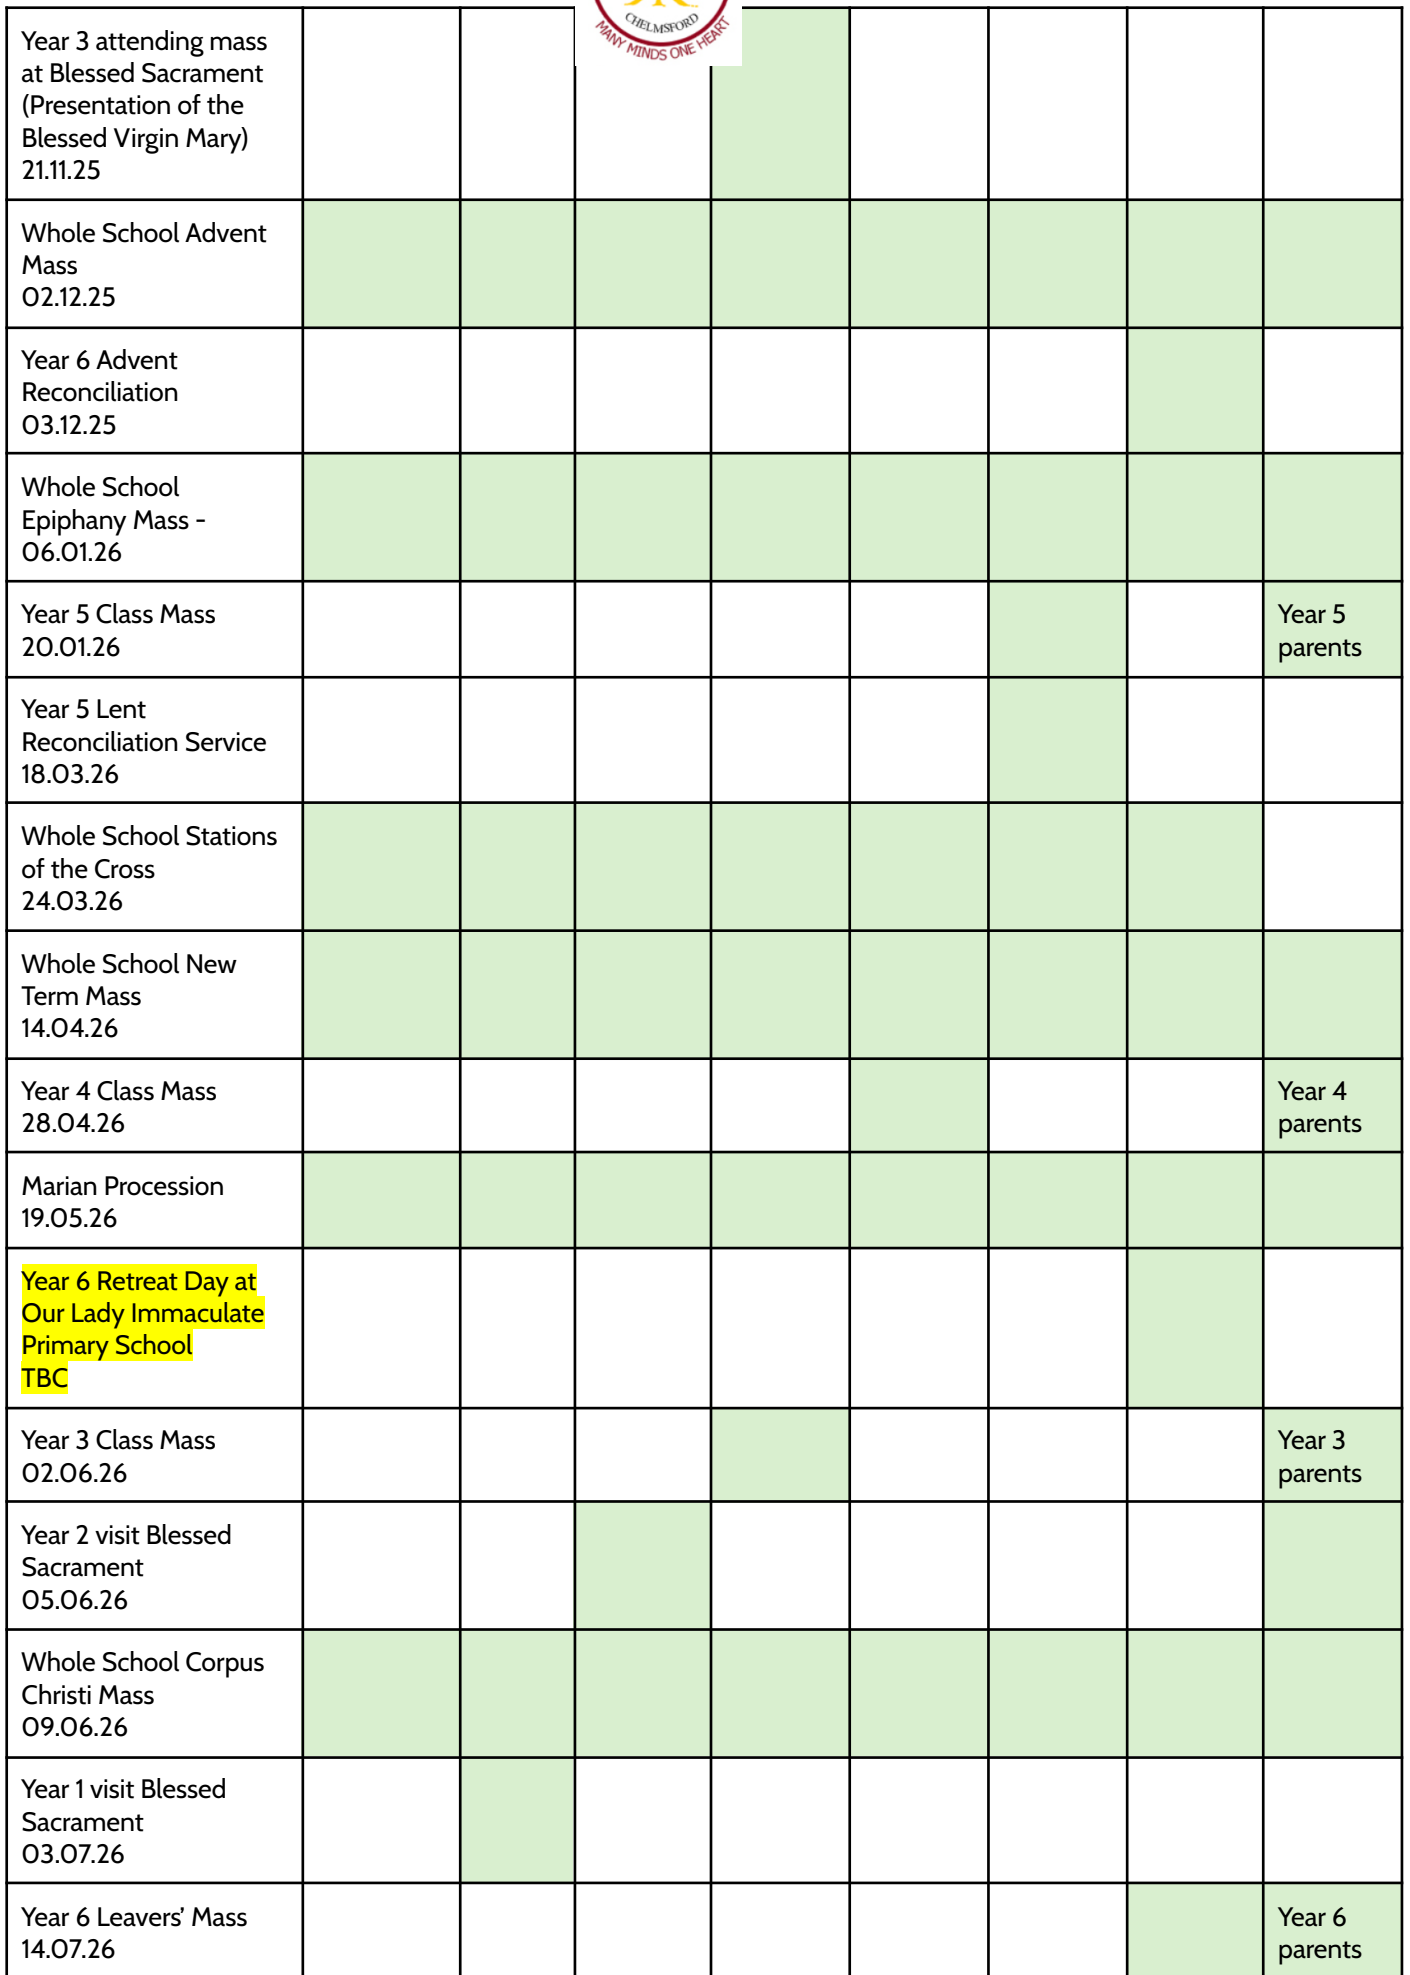 CHELMSFORD
MANY MINDS ONE HEART
Year 3 attending mass
at Blessed Sacrament
(Presentation of the
Blessed Virgin Mary)
21.11.25
Whole School Advent
Mass
02.12.25
Year 6 Advent
Reconciliation
03.12.25
Whole School
Epiphany Mass -
06.01.26
Year 5 Class Mass
20.01.26
Year 5
parents
Year 5 Lent
Reconciliation Service
18.03.26
Whole School Stations
of the Cross
24.03.26
Whole School New
Term Mass
14.04.26
Year 4 Class Mass
28.04.26
Year 4
parents
Marian Procession
19.05.26
Year 6 Retreat Day at
Our Lady Immaculate
Primary School
TBC
Year 3 Class Mass
02.06.26
Year 3
parents
Year 2 visit Blessed
Sacrament
05.06.26
Whole School Corpus
Christi Mass
09.06.26
Year 1 visit Blessed
Sacrament
03.07.26
Year 6 Leavers’ Mass
14.07.26
Year 6
parents